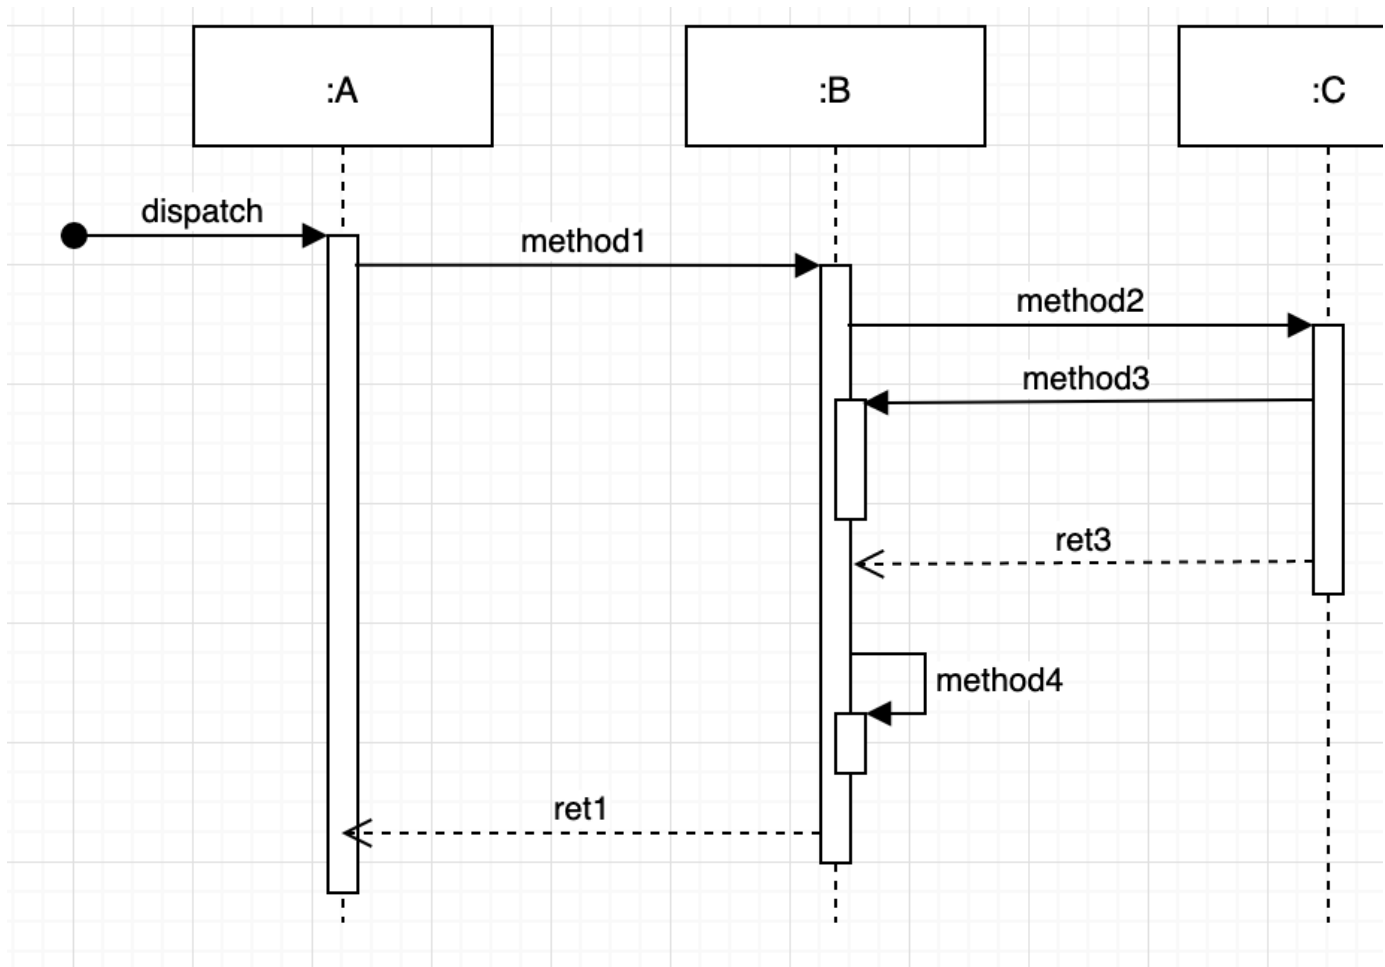 :A
:B
:C
dispatch
method1
method2
method3
ret3
method4
ret1